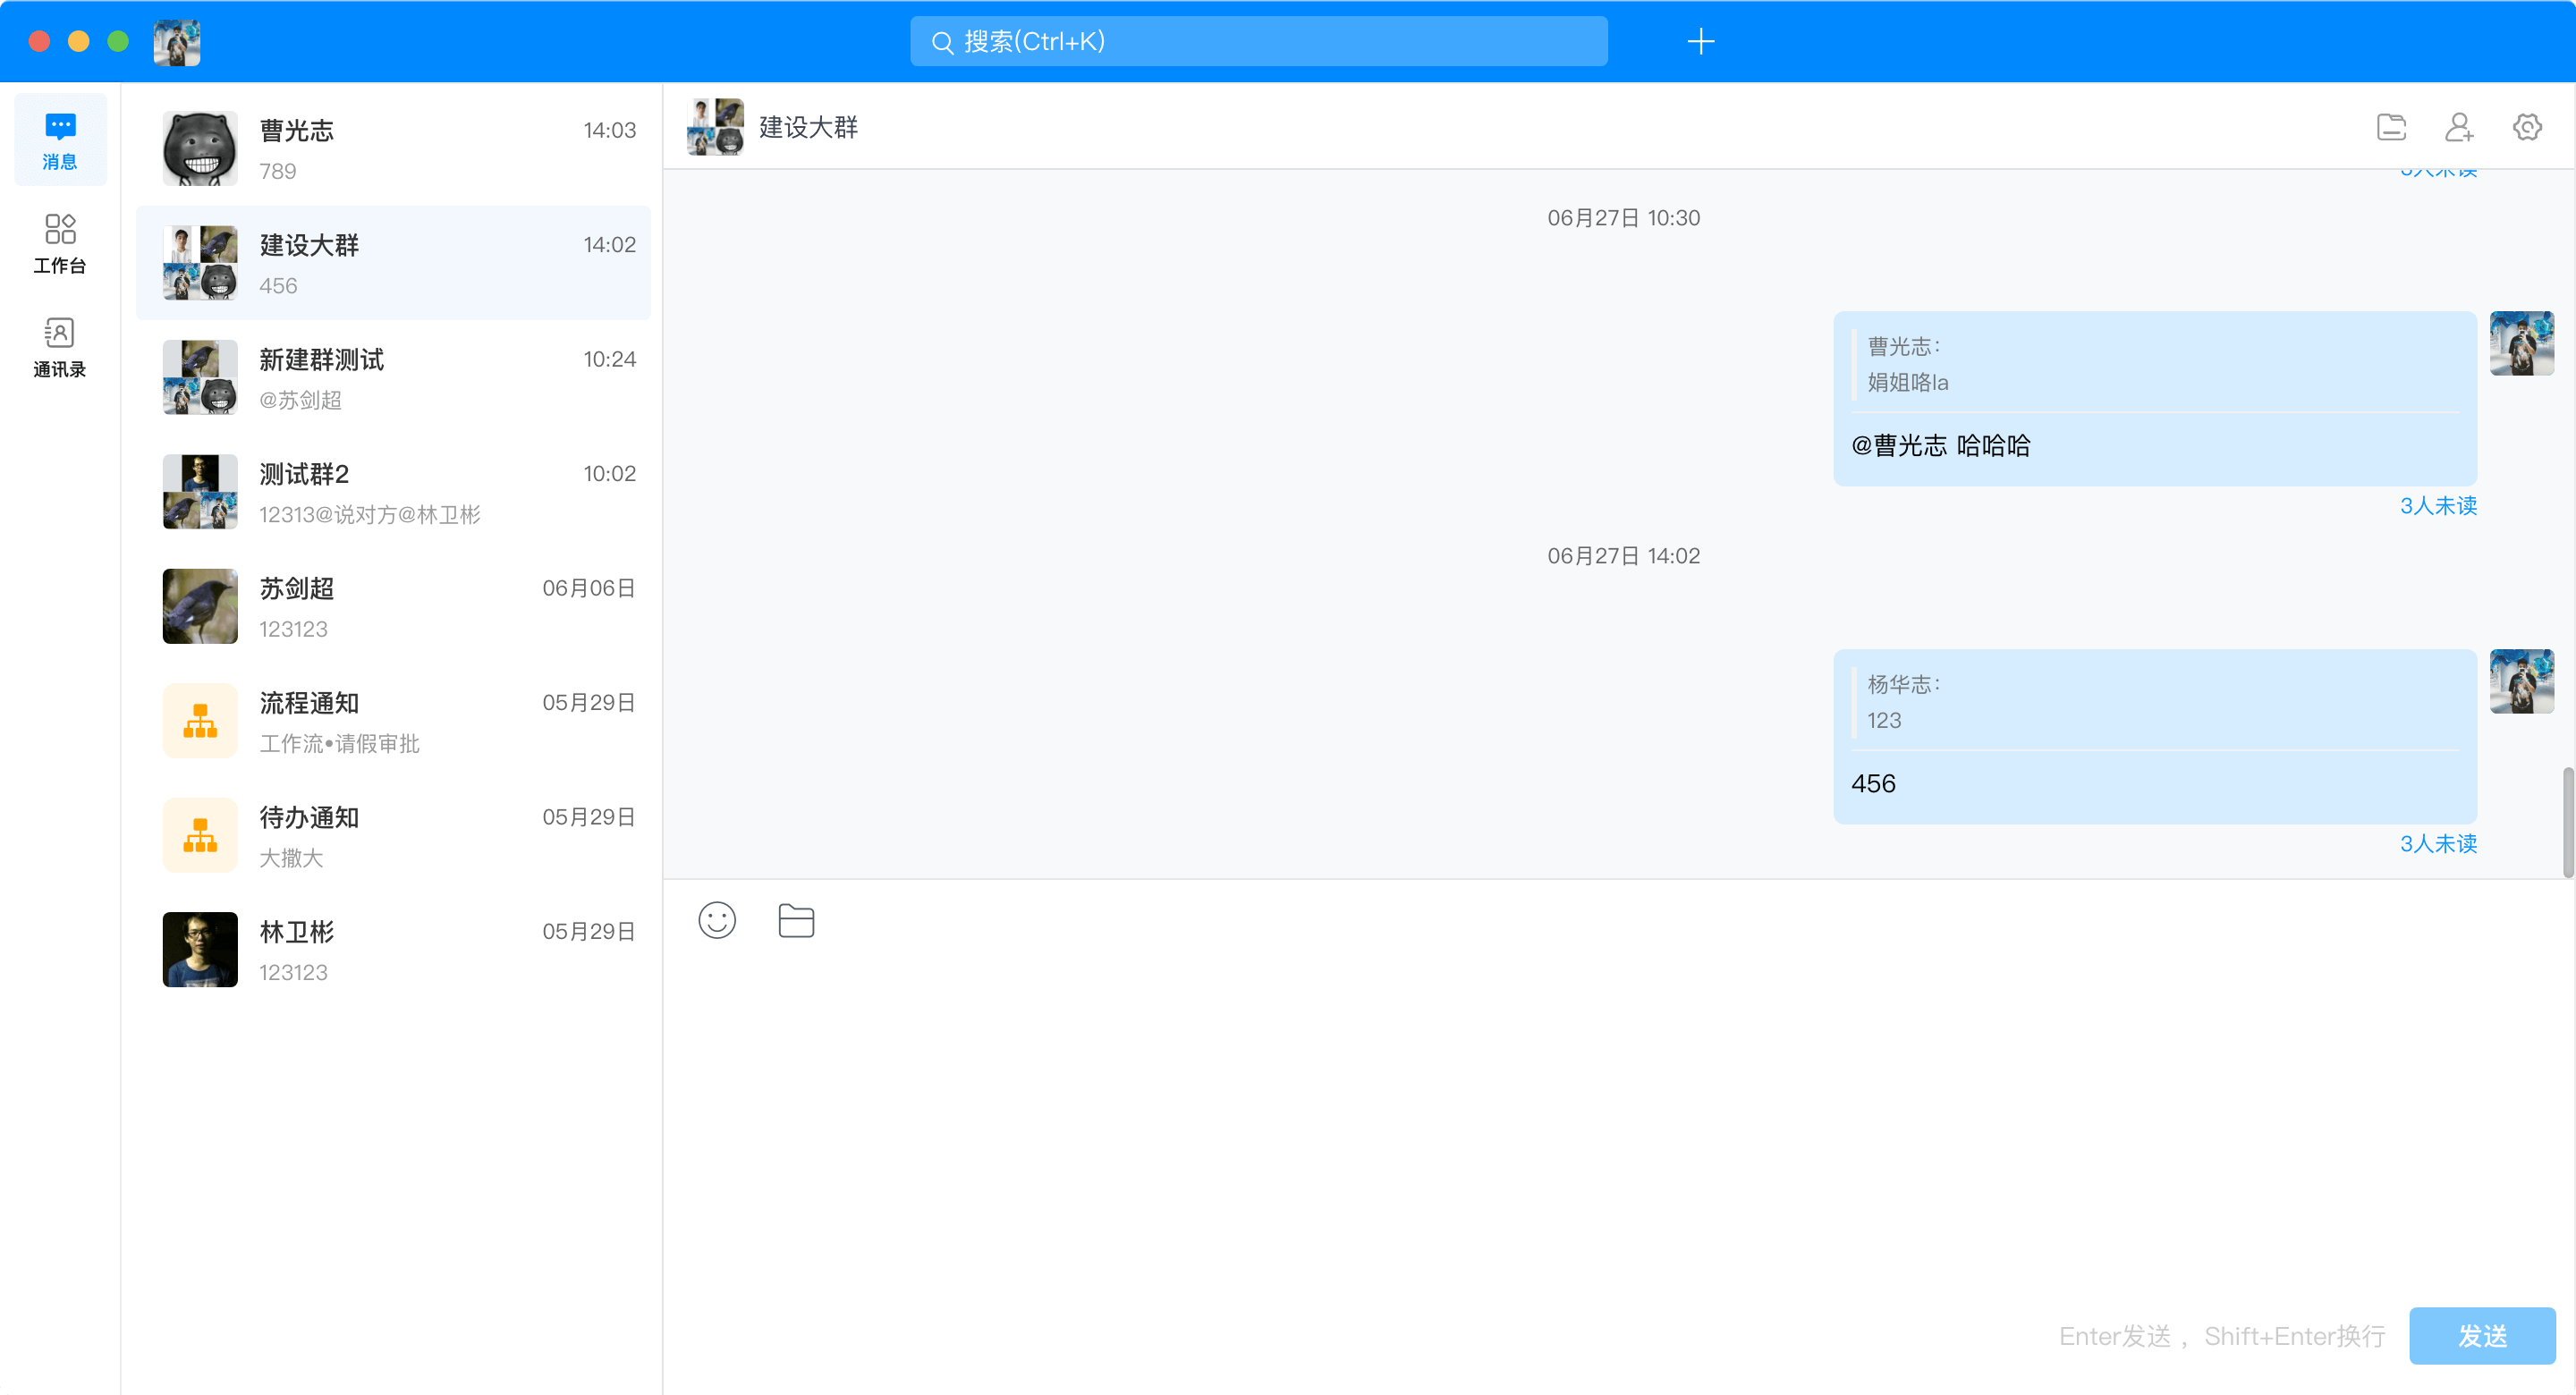 搜索(Ctrl+K)
消息
工作台
通讯录
曹光志
14:03
789
建设大群
14:02
456
新建群测试
10:24
@苏剑超
测试群2
10:02
12313@说对方@林卫彬
苏剑超
06月06日
123123
流程通知
05月29日
工作流•请假审批
待办通知
05月29日
大撒大
林卫彬
05月29日
123123
建设大群
3人未读
06月27日 10:30
曹光志：
娟姐咯la
@曹光志 哈哈哈
3人未读
06月27日 14:02
杨华志：
123
456
3人未读
Enter发送 ，Shift+Enter换行
发送